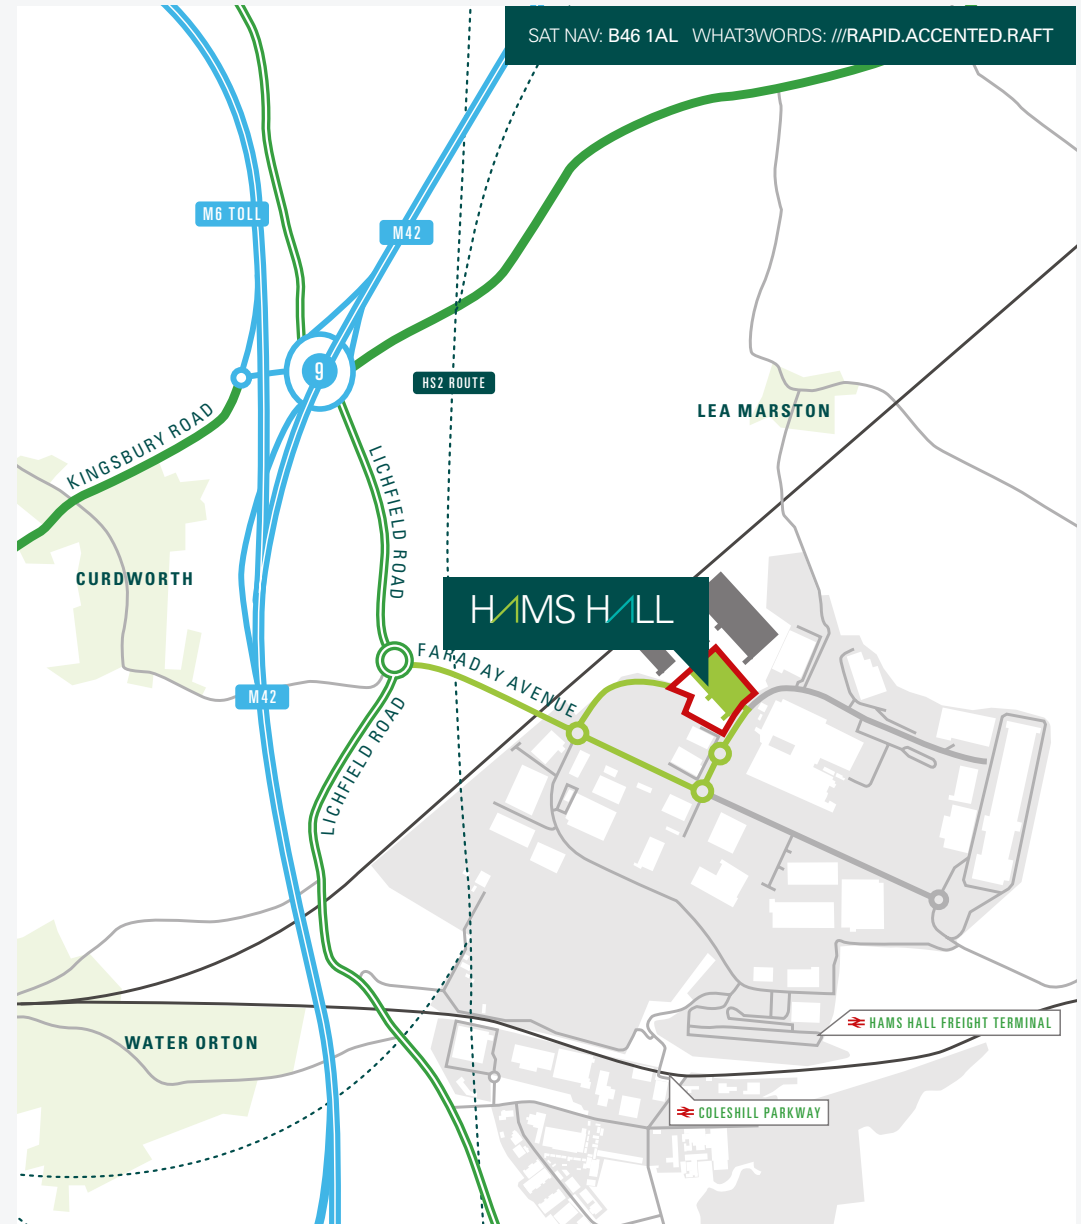 SAT NAV: B46 1AL WHAT3WORDS: ///RAPID.ACCENTED.RAFT
M6 TOLL
M42
9
HS2 ROUTE
KINGSBURY ROAD
LEA MARSTON
LICHFIELD ROAD
CURDWORTH
HAMS HALL
FARADAY AVENUE
M42
LICHFIELD ROAD
HAMS HALL FREIGHT TERMINAL
WATER ORTON
COLESHILL PARKWAY